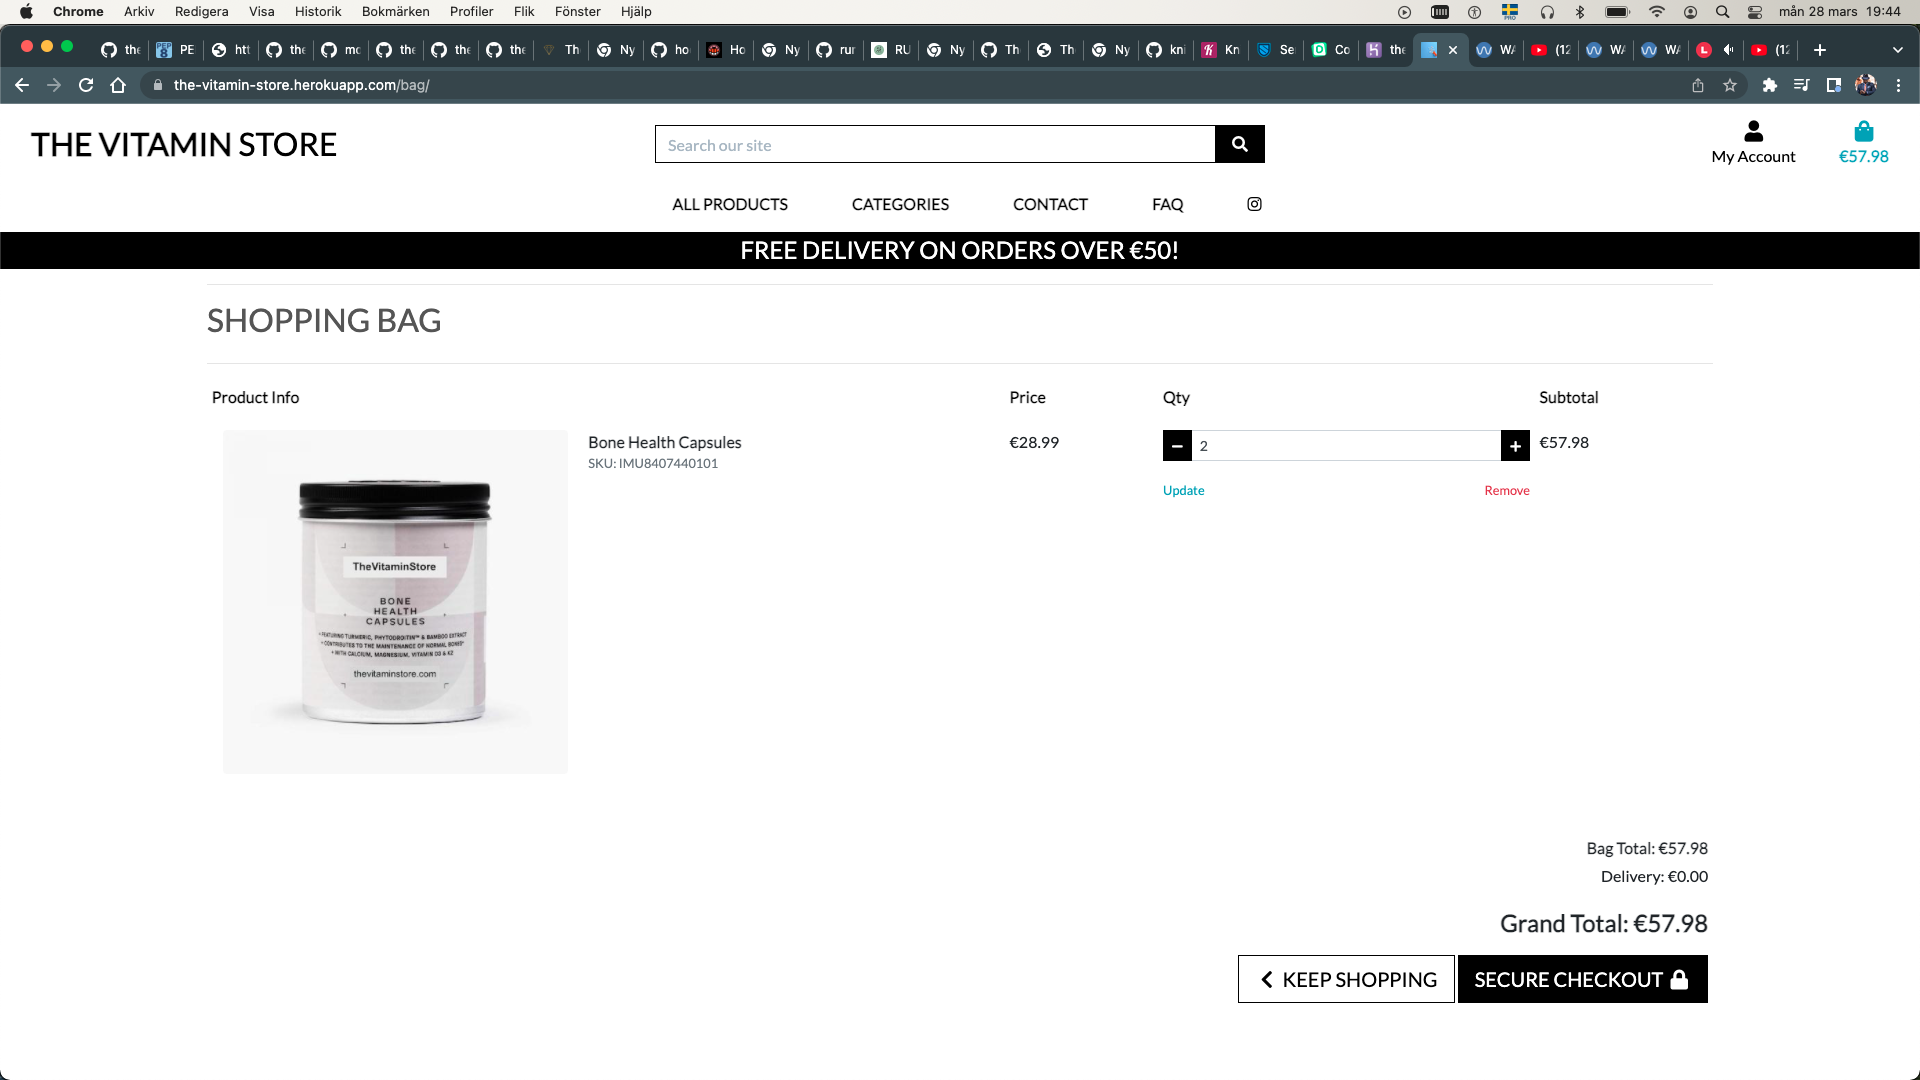 Chrome Arkiv Redigera Visa Historik Bokmärken Profiler Flik Fönster Hjälp mån 28 mars 19:44
the PE htt the mo the the the Th Ny ho Ho Ny rur RU Ny Th Th Ny kni Kn Se Co the WA (12 WA WA (12
the-vitamin-store.herokuapp.com/bag/
THE VITAMIN STORE
Search our site
My Account
€57.98
ALL PRODUCTS CATEGORIES CONTACT FAQ
FREE DELIVERY ON ORDERS OVER €50!
SHOPPING BAG
Product Info Price Qty Subtotal
Bone Health Capsules €28.99 2 €57.98
SKU: IMU8407440101
Update Remove
TheVitaminStore
BONE
HEALTH
CAPSULES
• FEATURING TURMERIC, PHYTODROITIN™ & BAMBOO EXTRACT
• CONTRIBUTES TO THE MAINTENANCE OF NORMAL BONES*
• WITH CALCIUM, MAGNESIUM, VITAMIN D3 & K2
thevitaminstore.com
Bag Total: €57.98
Delivery: €0.00
Grand Total: €57.98
KEEP SHOPPING SECURE CHECKOUT